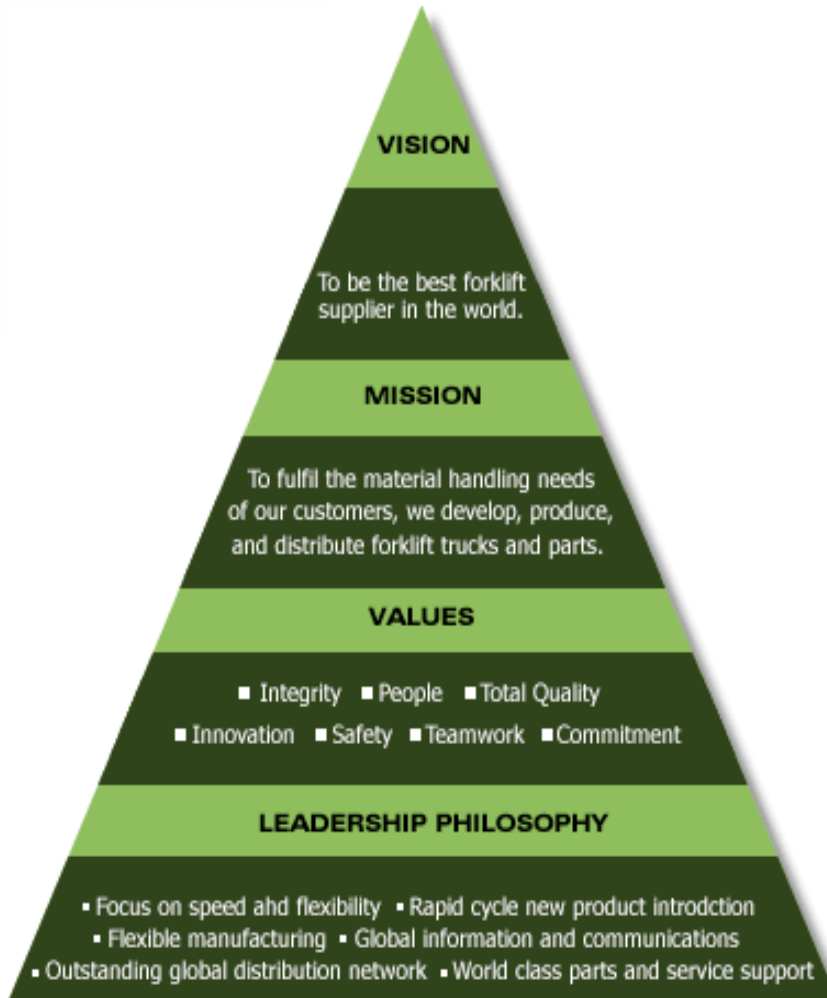 VISION
To be the best forklift
supplier in the world.
MISSION
To fulfil the material handling needs
of our customers, we develop, produce,
and distribute forklift trucks and parts.
VALUES
▪ Integrity ▪ People ▪ Total Quality
▪ Innovation ▪ Safety ▪ Teamwork ▪ Commitment
LEADERSHIP PHILOSOPHY
▪ Focus on speed ahd flexibility ▪ Rapid cycle new product introdction
▪ Flexible manufacturing ▪ Global information and communications
▪ Outstanding global distribution network ▪ World class parts and service support